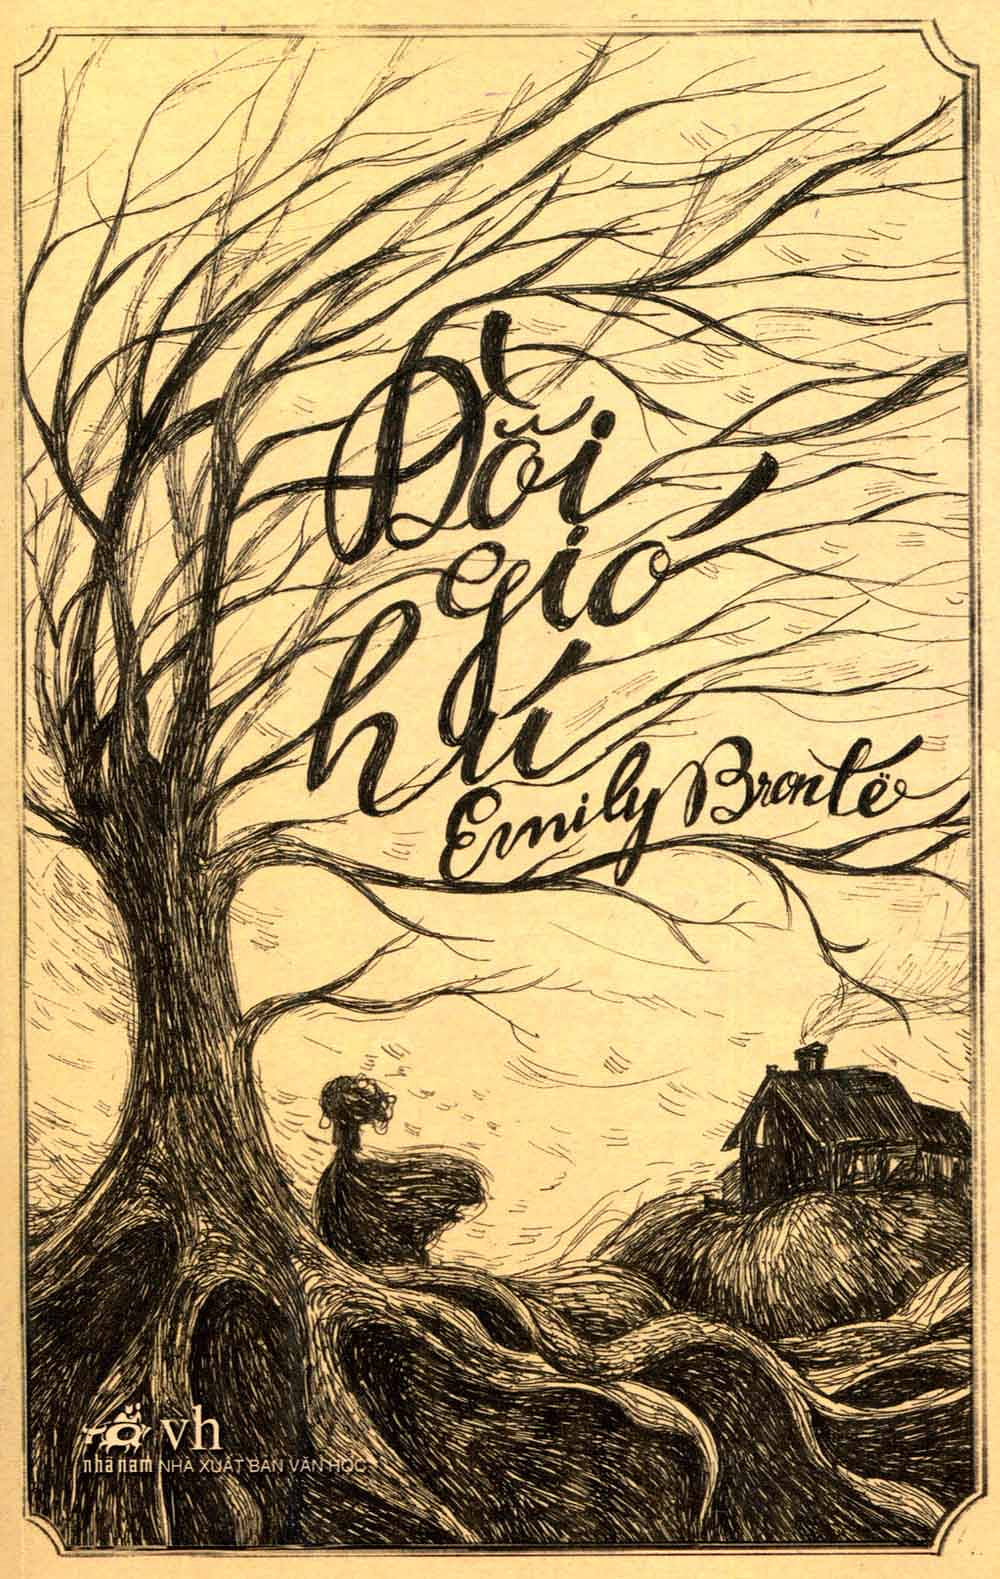 Đồi
gió
hú
Emily Brontë
vh
nhã nam NHÀ XUẤT BẢN VĂN HỌC